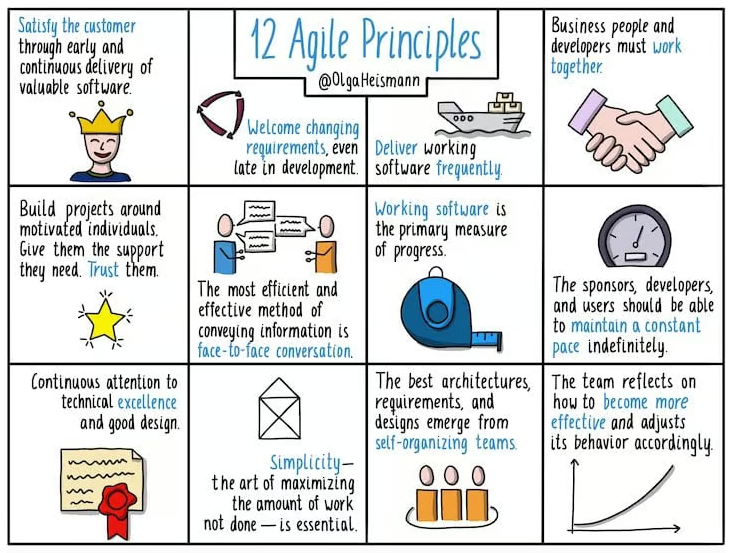 12 Agile Principles
@OlgaHeismann
Satisfy the customer
through early and
continuous delivery of
valuable software.
Welcome changing
requirements, even
late in development.
Deliver working
software frequently.
Business people and
developers must work
together.
Build projects around
motivated individuals.
Give them the support
they need. Trust them.
The most efficient and
effective method of
conveying information is
face-to-face conversation.
Working software is
the primary measure
of progress.
The sponsors, developers,
and users should be able
to maintain a constant
pace indefinitely.
Continuous attention to
technical excellence
and good design.
Simplicity—
the art of maximizing
the amount of work
not done — is essential.
The best architectures,
requirements, and
designs emerge from
self-organizing teams.
The team reflects on
how to become more
effective and adjusts
its behavior accordingly.